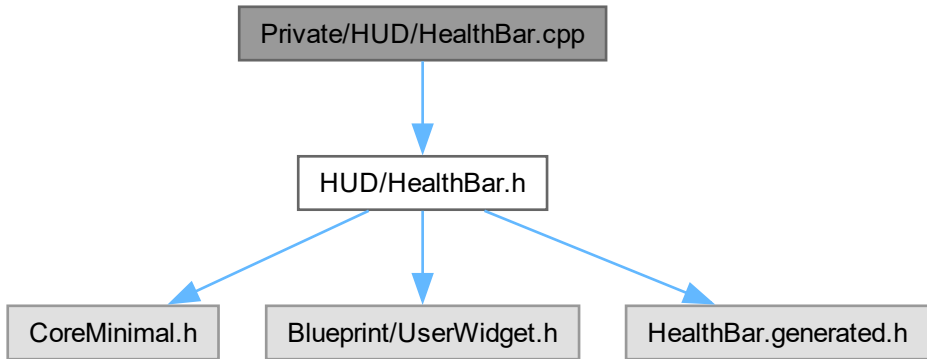 Private/HUD/HealthBar.cpp
HUD/HealthBar.h
CoreMinimal.h
Blueprint/UserWidget.h
HealthBar.generated.h